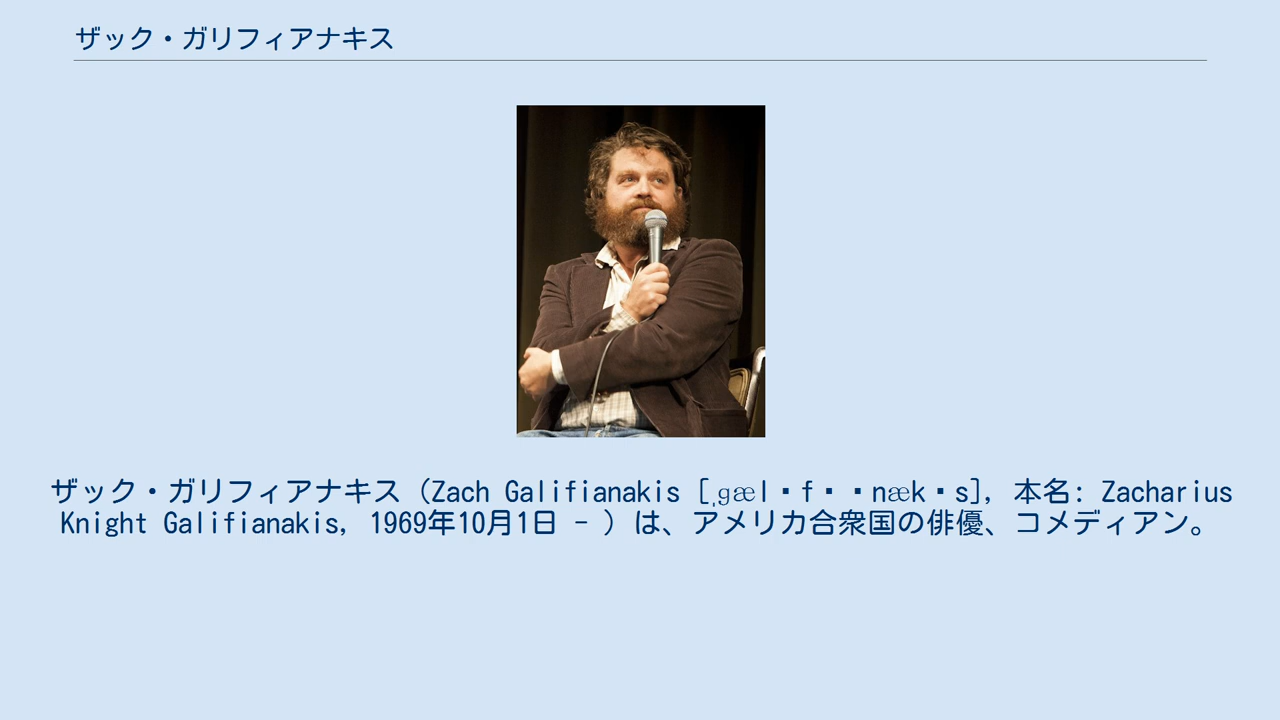 ザック・ガリフィアナキス
ザック・ガリフィアナキス（Zach Galifianakis [ˌɡælˈfˈˈnækˈs], 本名: Zacharius
Knight Galifianakis, 1969年10月1日 - ）は、アメリカ合衆国の俳優、コメディアン。